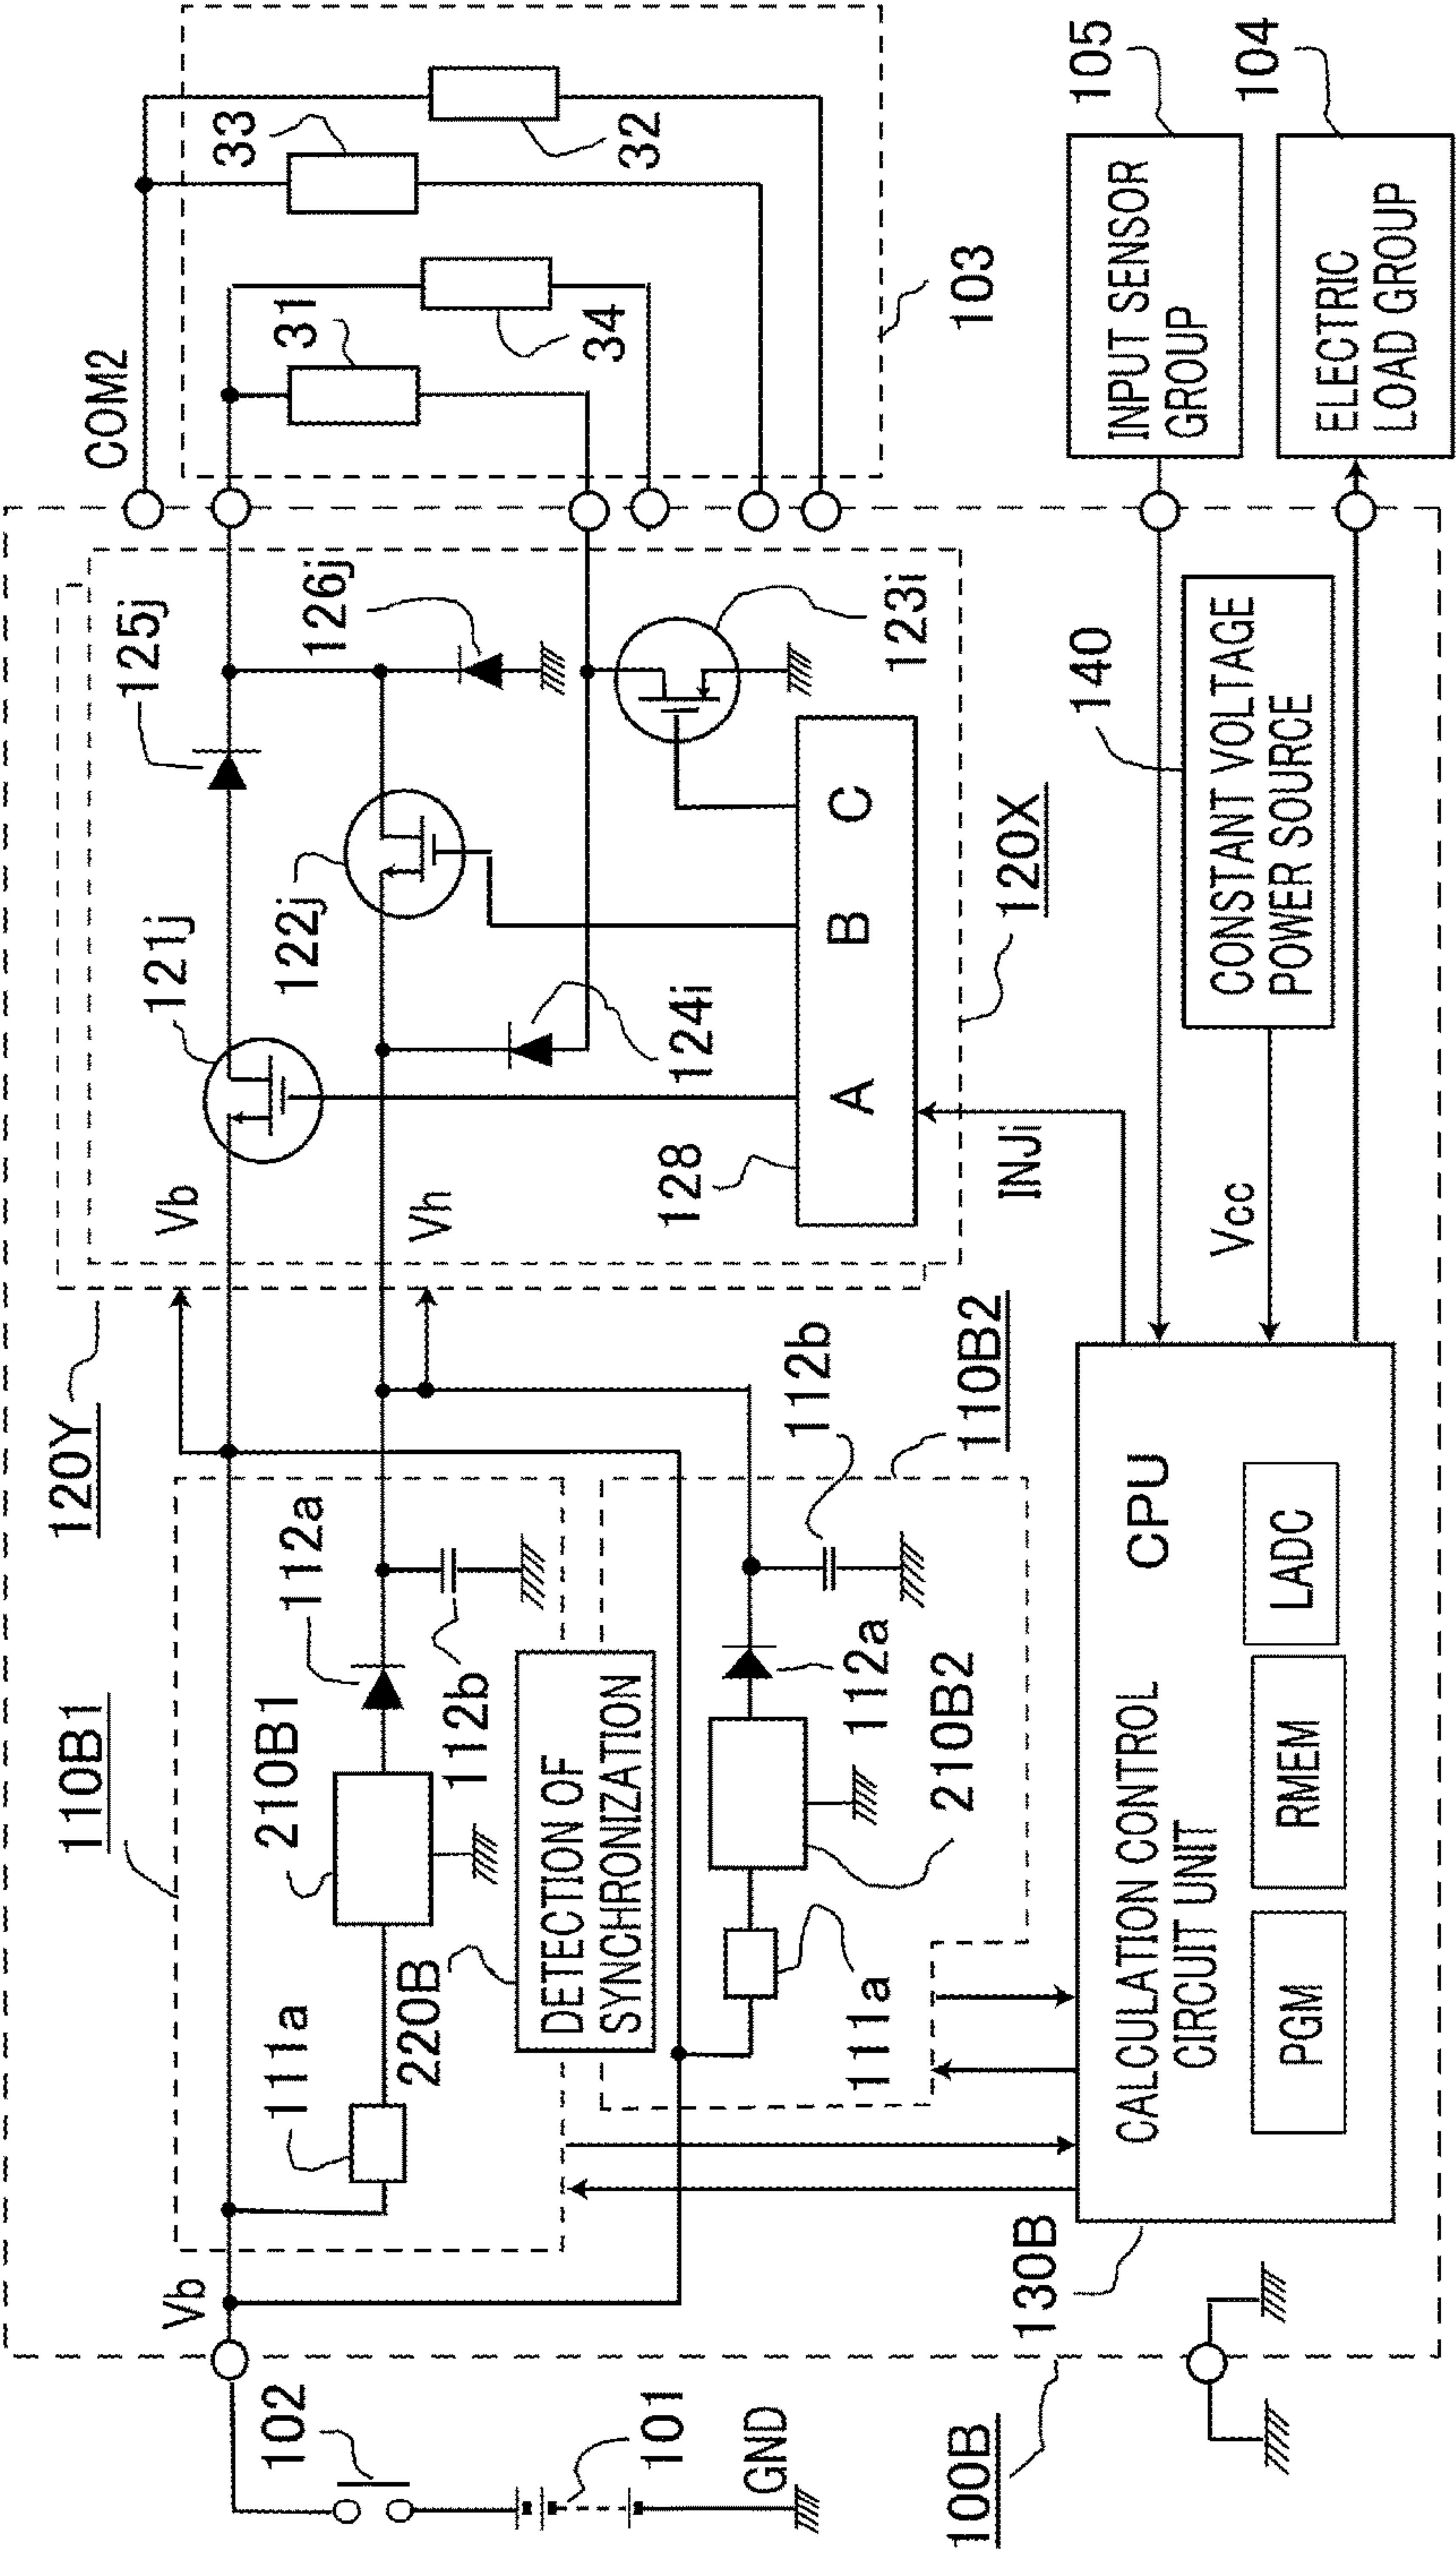 100B
102
101
GND
Vb
110B1
111a
210B1
112a
112b
220B
DETECTION OF
SYNCHRONIZATION
111a
210B2
112a
112b
110B2
120Y
Vb
Vh
121j
125j
122j
126j
124i
123i
128
A
B
C
120X
INJi
COM2
31
34
33
32
103
130B
CALCULATION CONTROL
CIRCUIT UNIT
CPU
PGM
RMEM
LADC
Vcc
140
CONSTANT VOLTAGE
POWER SOURCE
INPUT SENSOR
GROUP
105
ELECTRIC
LOAD GROUP
104